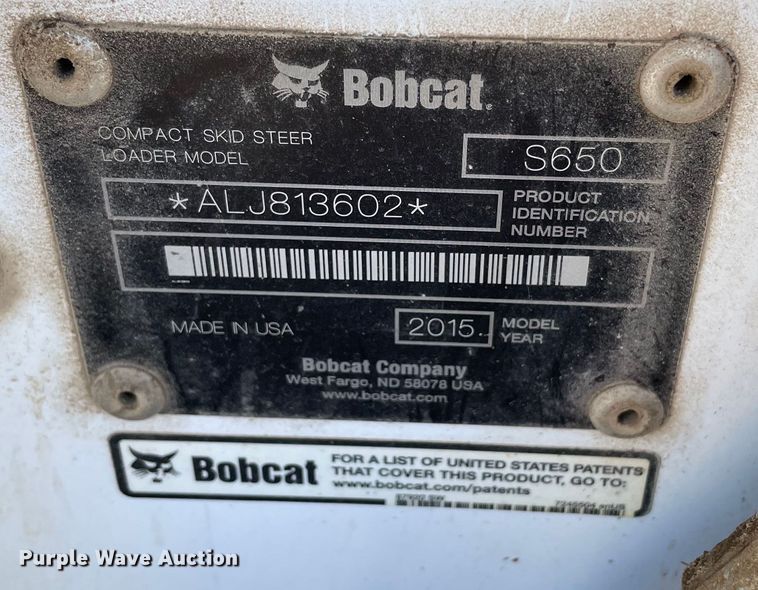 Bobcat®
COMPACT SKID STEER
LOADER MODEL
S650
*ALJ813602*
PRODUCT
IDENTIFICATION
NUMBER
MADE IN USA
2015
MODEL
YEAR
Bobcat Company
West Fargo, ND 58078 USA
www.bobcat.com
Bobcat
FOR A LIST OF UNITED STATES PATENTS
THAT COVER THIS PRODUCT, GO TO:
www.bobcat.com/patents
Purple Wave Auction